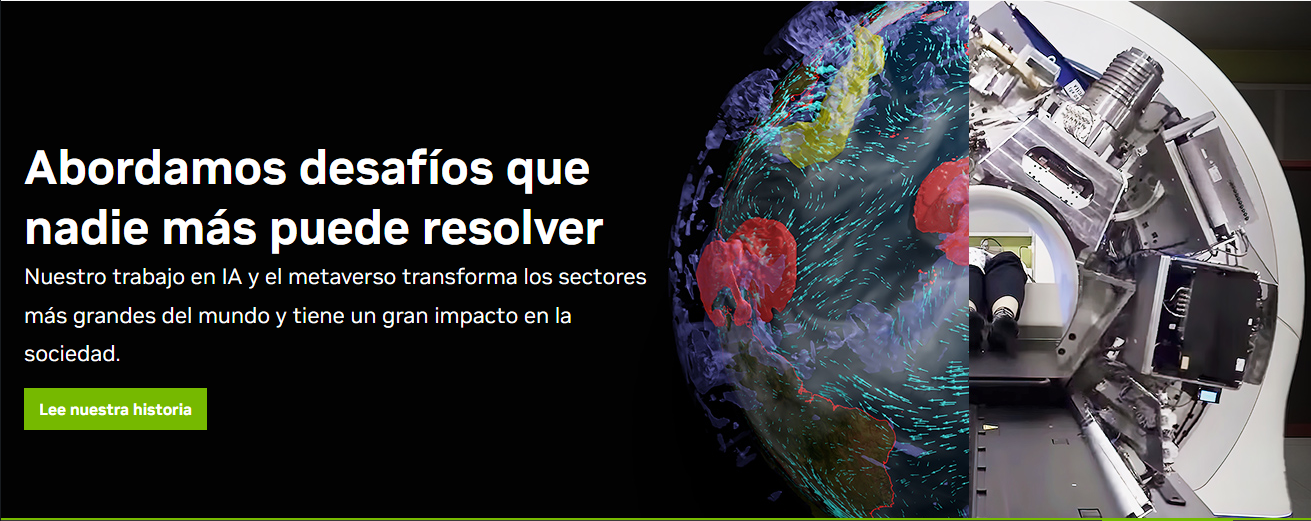 Abordamos desafíos que
nadie más puede resolver
Nuestro trabajo en IA y el metaverso transforma los sectores
más grandes del mundo y tiene un gran impacto en la
sociedad.
Lee nuestra historia